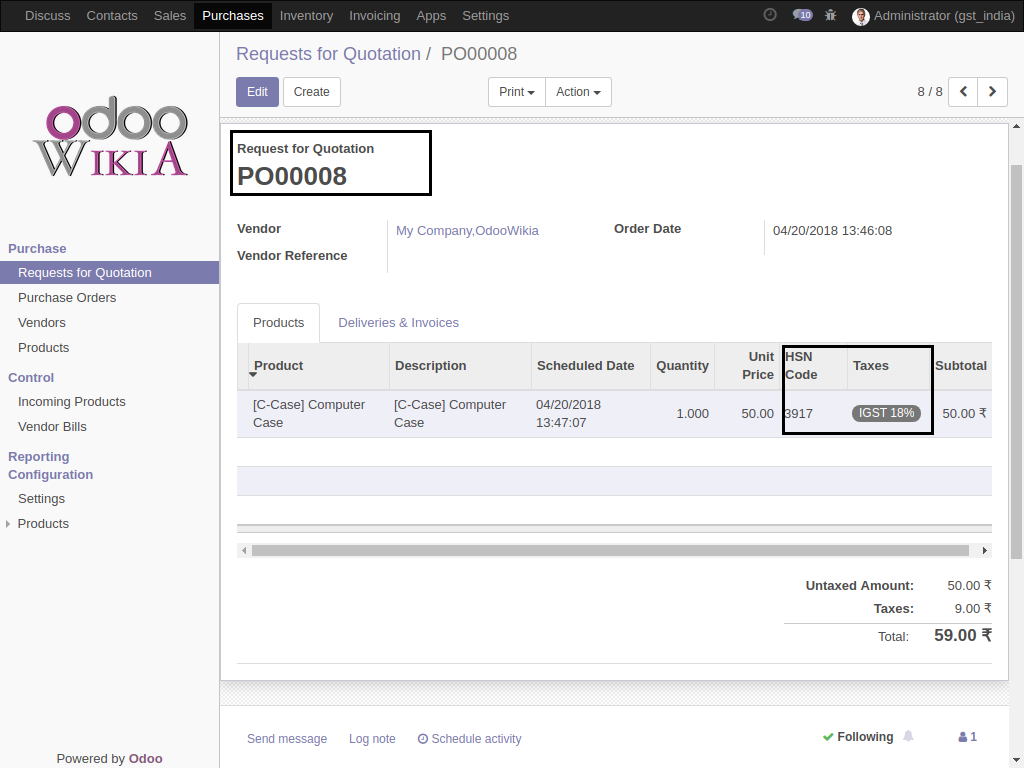 Discuss Contacts Sales Purchases Inventory Invoicing Apps Settings 10 Administrator (gst_india)
odoo
WIKIA
Purchase
Requests for Quotation
Purchase Orders
Vendors
Products
Control
Incoming Products
Vendor Bills
Reporting
Configuration
Settings
Products
Powered by Odoo
Requests for Quotation / PO00008
Edit Create Print Action 8 / 8
Request for Quotation
PO00008
Vendor My Company,OdooWikia Order Date 04/20/2018 13:46:08
Vendor Reference
Products Deliveries & Invoices
Product Description Scheduled Date Quantity Unit Price HSN Code Taxes Subtotal
[C-Case] Computer Case [C-Case] Computer Case 04/20/2018 13:47:07 1.000 50.00 3917 IGST 18% 50.00 ₹
Untaxed Amount: 50.00 ₹
Taxes: 9.00 ₹
Total: 59.00 ₹
Send message Log note Schedule activity Following 1